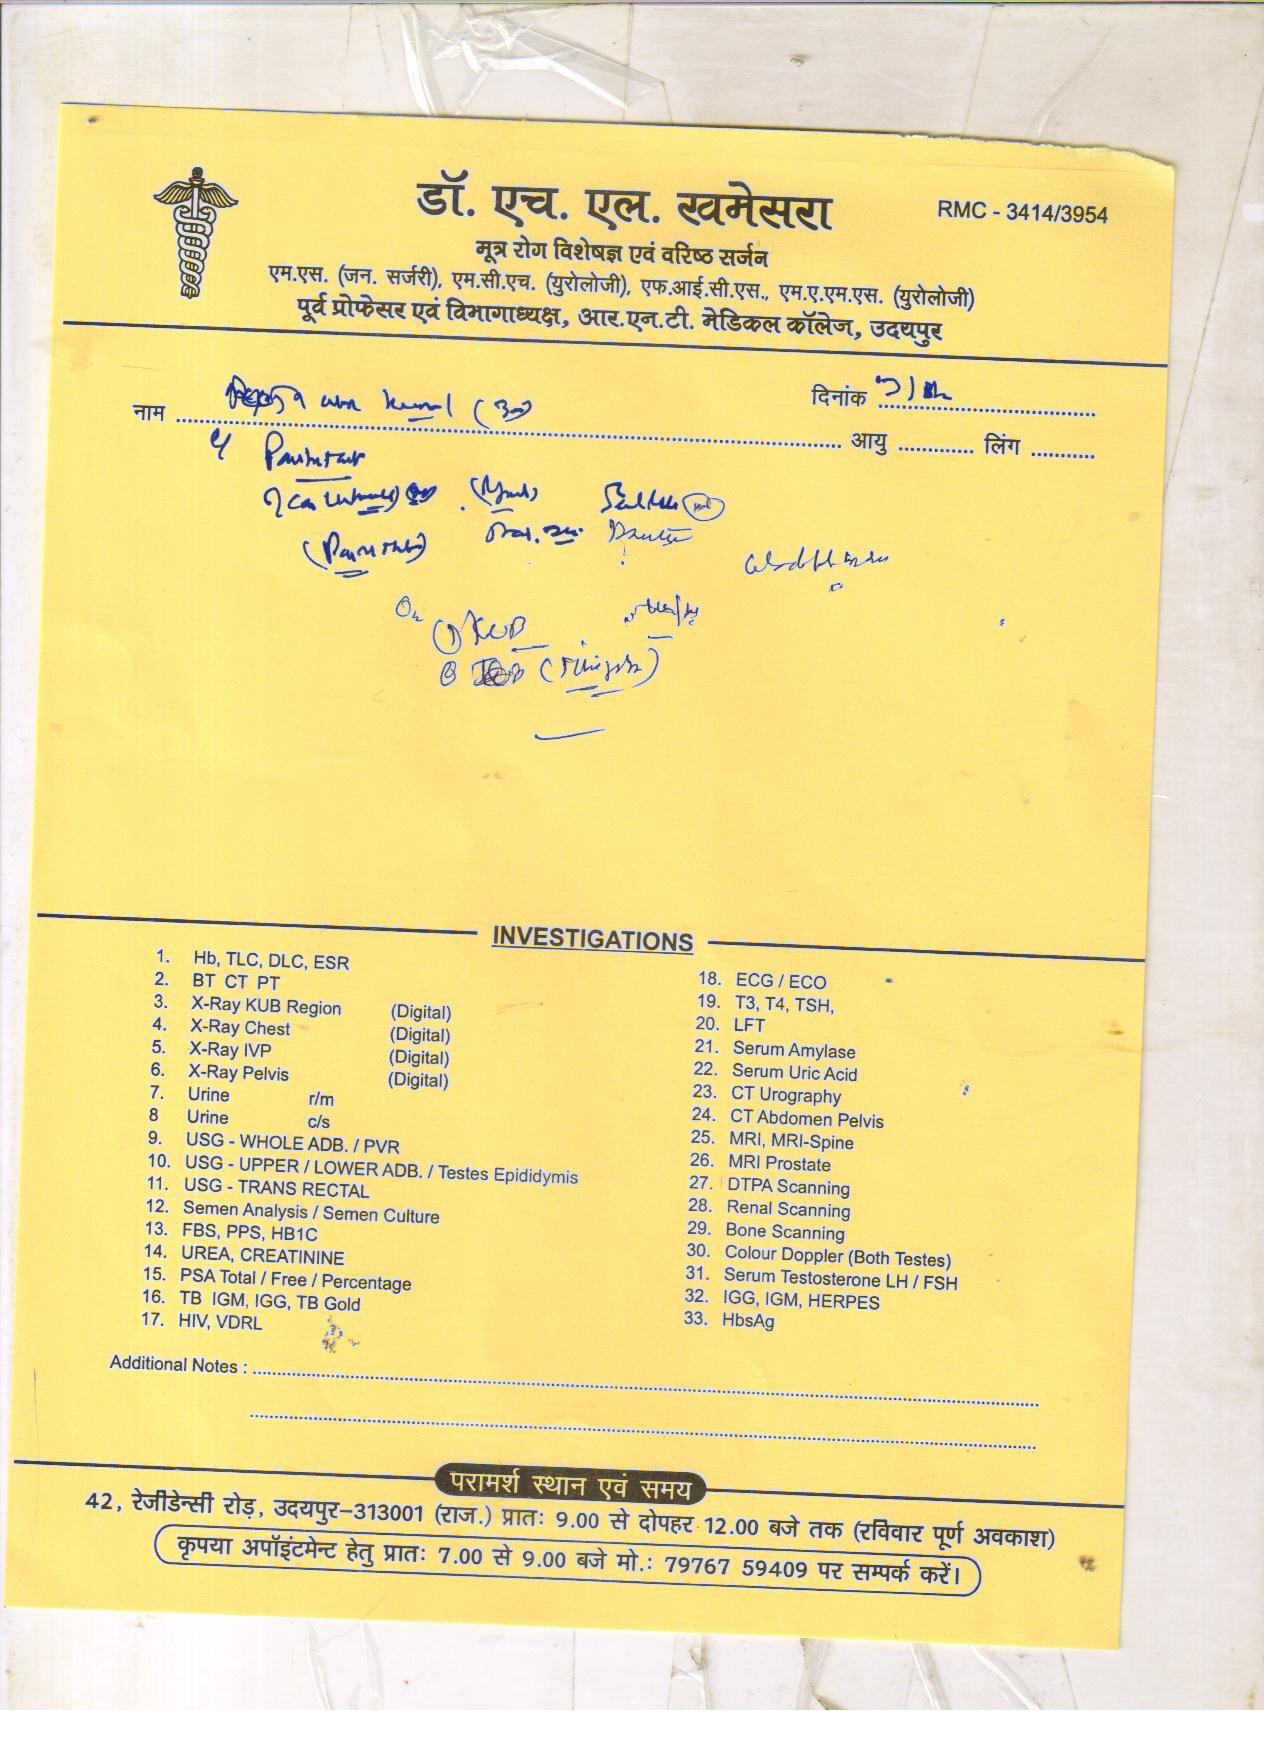 डॉ. एच. एल. खमेसरा
RMC - 3414/3954
मूत्र रोग विशेषज्ञ एवं वरिष्ठ सर्जन
एम.एस. (जन. सर्जरी), एम.सी.एच. (युरोलोजी), एफ.आई.सी.एस., एम.ए.एम.एस. (युरोलोजी)
पूर्व प्रोफेसर एवं विभागाध्यक्ष, आर.एन.टी. मेडिकल कॉलेज, उदयपुर
दिनांक
नाम
आयु लिंग
(1) KUB
INVESTIGATIONS
1. Hb, TLC, DLC, ESR
2. BT CT PT
3. X-Ray KUB Region (Digital)
4. X-Ray Chest (Digital)
5. X-Ray IVP (Digital)
6. X-Ray Pelvis (Digital)
7. Urine r/m
8 Urine c/s
9. USG - WHOLE ADB. / PVR
10. USG - UPPER / LOWER ADB. / Testes Epididymis
11. USG - TRANS RECTAL
12. Semen Analysis / Semen Culture
13. FBS, PPS, HB1C
14. UREA, CREATININE
15. PSA Total / Free / Percentage
16. TB IGM, IGG, TB Gold
17. HIV, VDRL
18. ECG / ECO
19. T3, T4, TSH,
20. LFT
21. Serum Amylase
22. Serum Uric Acid
23. CT Urography
24. CT Abdomen Pelvis
25. MRI, MRI-Spine
26. MRI Prostate
27. DTPA Scanning
28. Renal Scanning
29. Bone Scanning
30. Colour Doppler (Both Testes)
31. Serum Testosterone LH / FSH
32. IGG, IGM, HERPES
33. HbsAg
Additional Notes :
परामर्श स्थान एवं समय
42, रेजीडेन्सी रोड़, उदयपुर–313001 (राज.) प्रातः 9.00 से दोपहर 12.00 बजे तक (रविवार पूर्ण अवकाश)
कृपया अपॉइंटमेन्ट हेतु प्रातः 7.00 से 9.00 बजे मो.: 79767 59409 पर सम्पर्क करें।